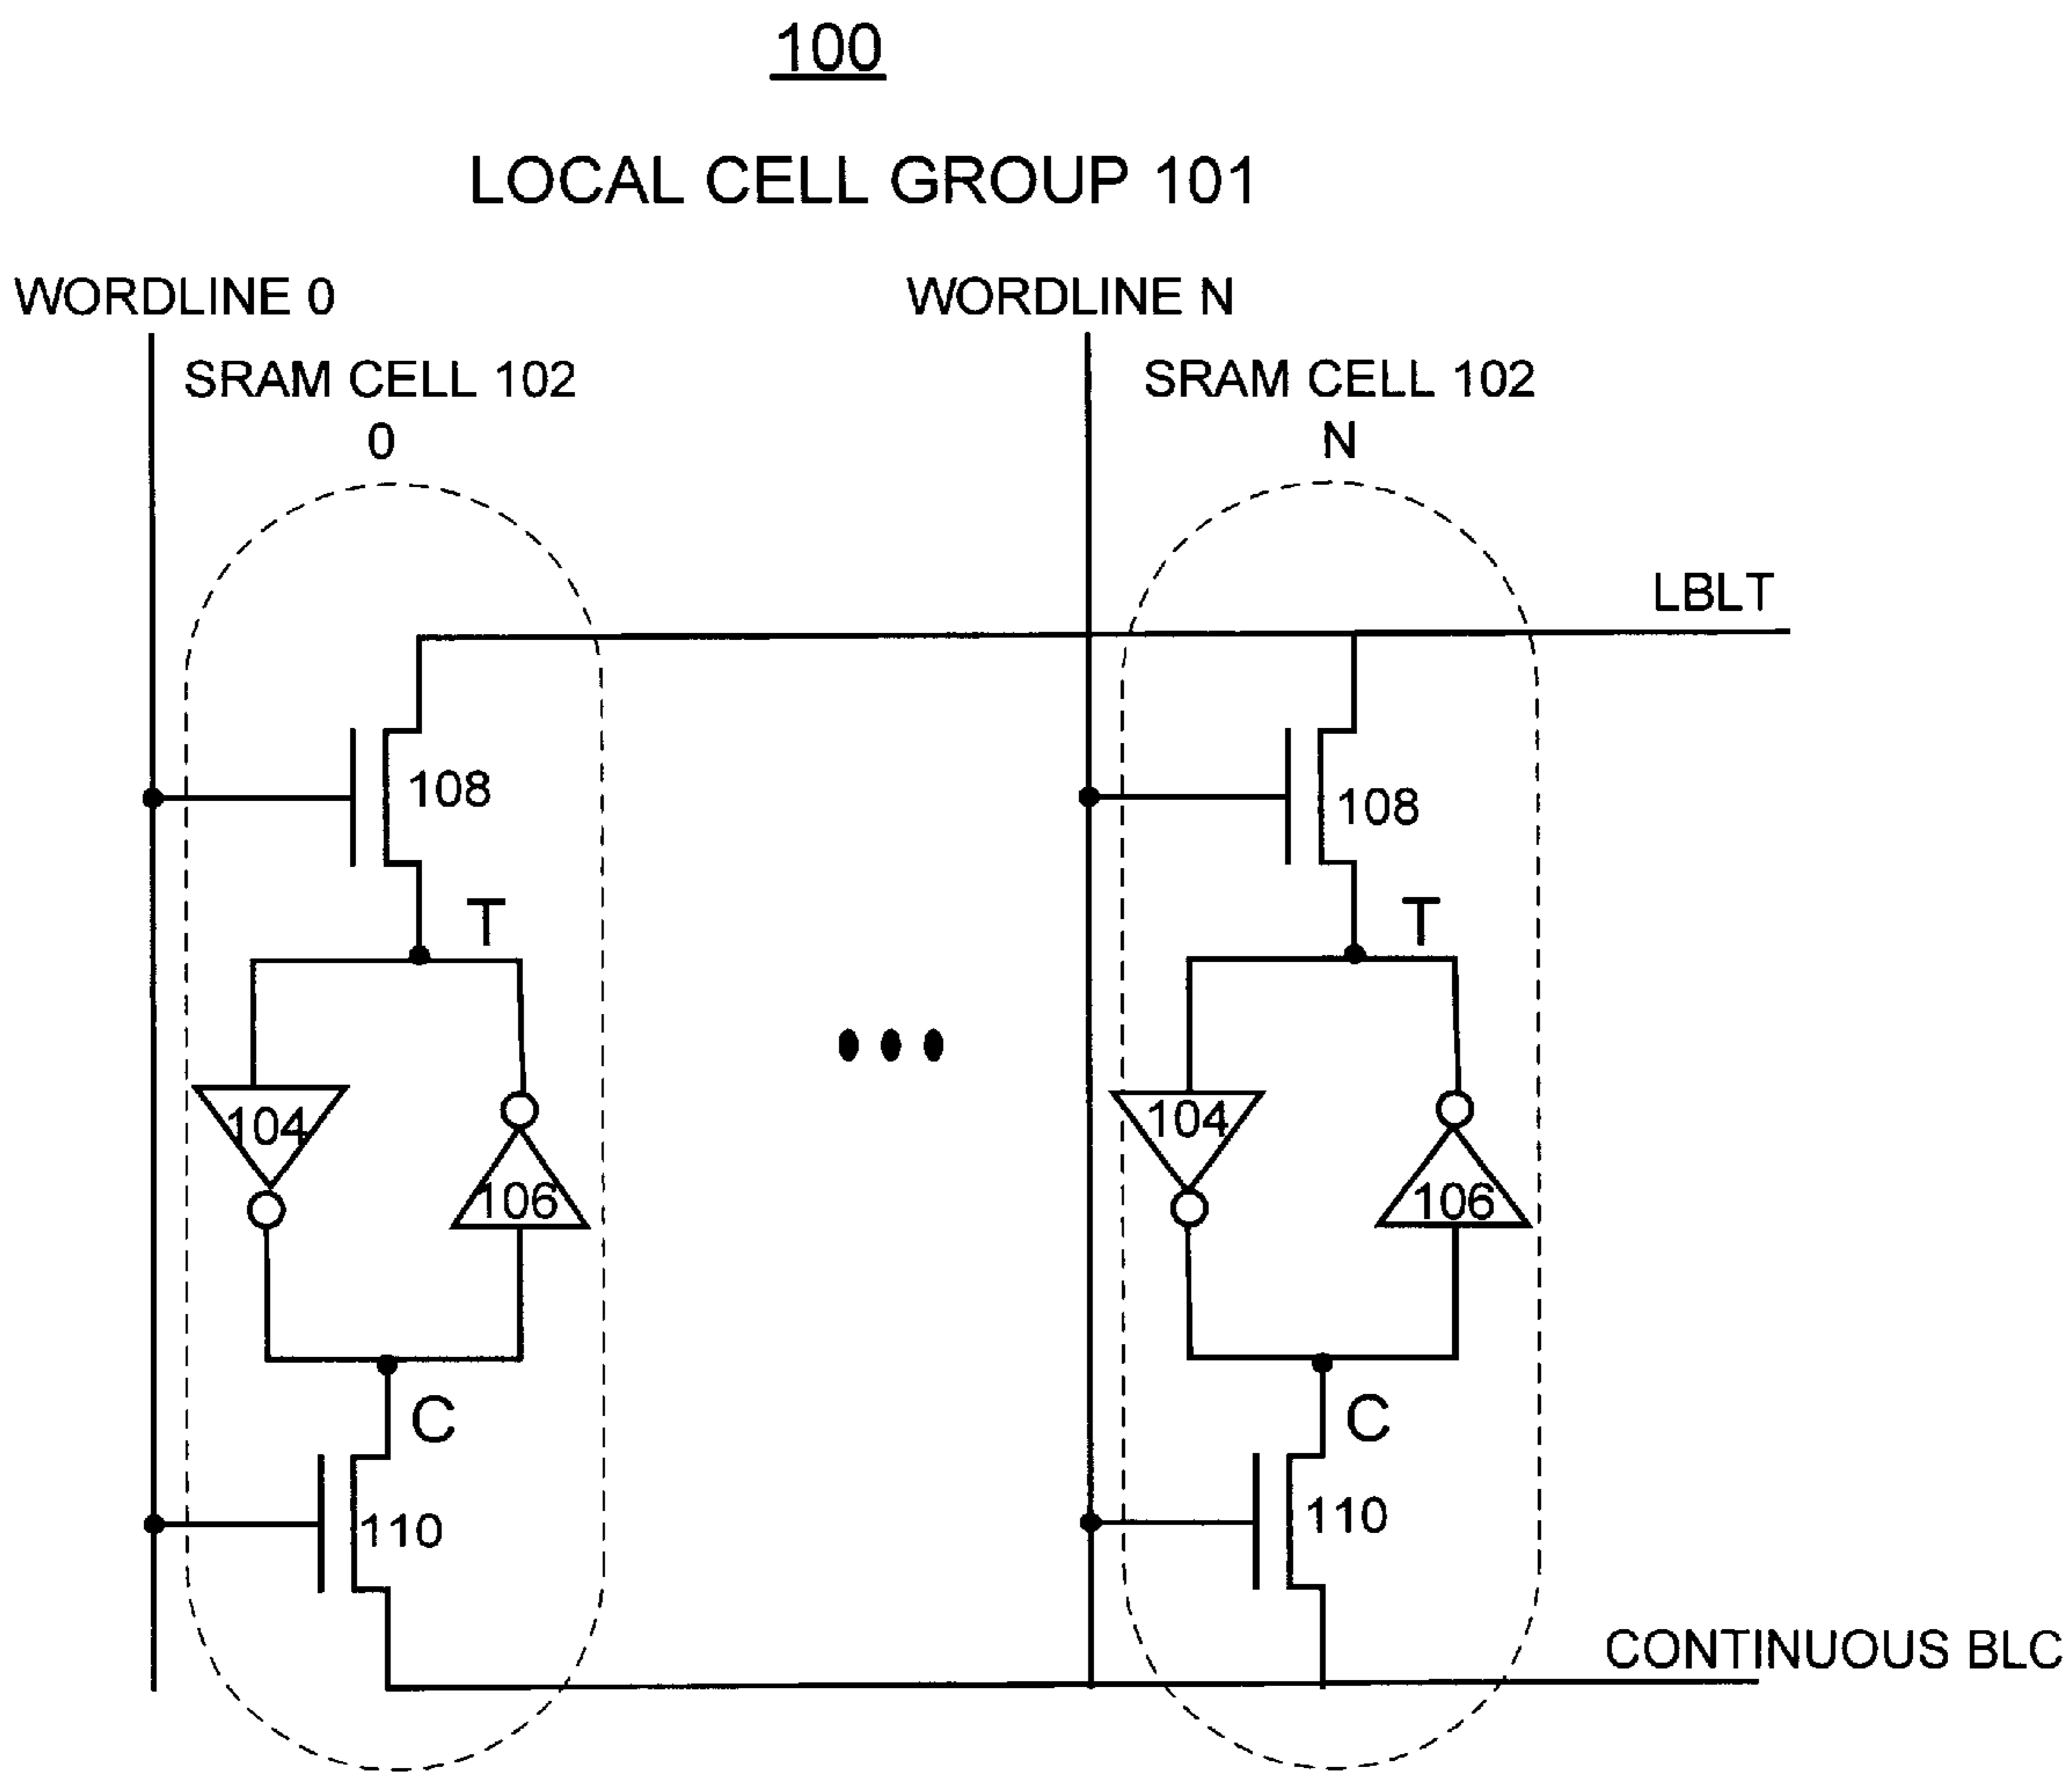 100
LOCAL CELL GROUP 101
WORDLINE 0
WORDLINE N
SRAM CELL 102
0
SRAM CELL 102
N
LBLT
108
108
T
T
104
106
104
106
C
C
110
110
CONTINUOUS BLC